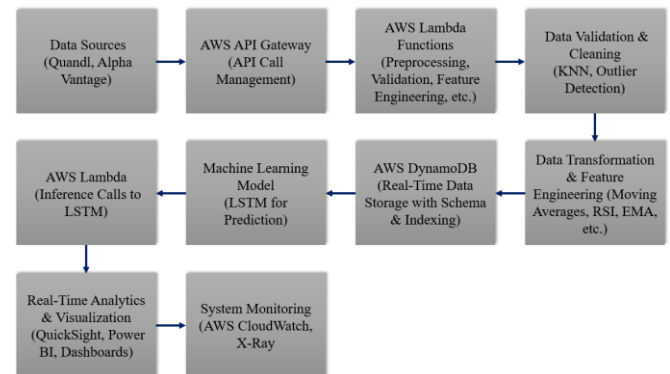 Data Sources
(Quandl, Alpha
Vantage)
AWS API Gateway
(API Call
Management)
AWS Lambda
Functions
(Preprocessing,
Validation, Feature
Engineering, etc.)
Data Validation &
Cleaning
(KNN, Outlier
Detection)
Data Transformation
& Feature
Engineering (Moving
Averages, RSI, EMA,
etc.)
AWS DynamoDB
(Real-Time Data
Storage with Schema
& Indexing)
Machine Learning
Model
(LSTM for
Prediction)
AWS Lambda
(Inference Calls to
LSTM)
Real-Time Analytics
& Visualization
(QuickSight, Power
BI, Dashboards)
System Monitoring
(AWS CloudWatch,
X-Ray